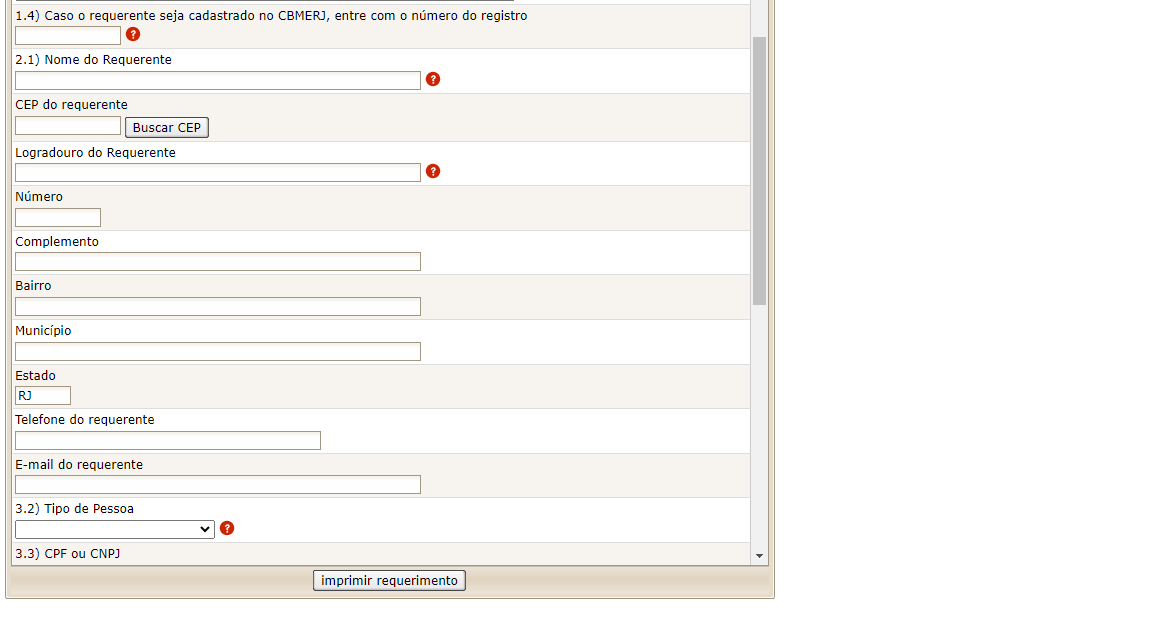 1.4) Caso o requerente seja cadastrado no CBMERJ, entre com o número do registro
?
2.1) Nome do Requerente
?
CEP do requerente
Buscar CEP
Logradouro do Requerente
?
Número
Complemento
Bairro
Município
Estado
RJ
Telefone do requerente
E-mail do requerente
3.2) Tipo de Pessoa
?
3.3) CPF ou CNPJ
imprimir requerimento